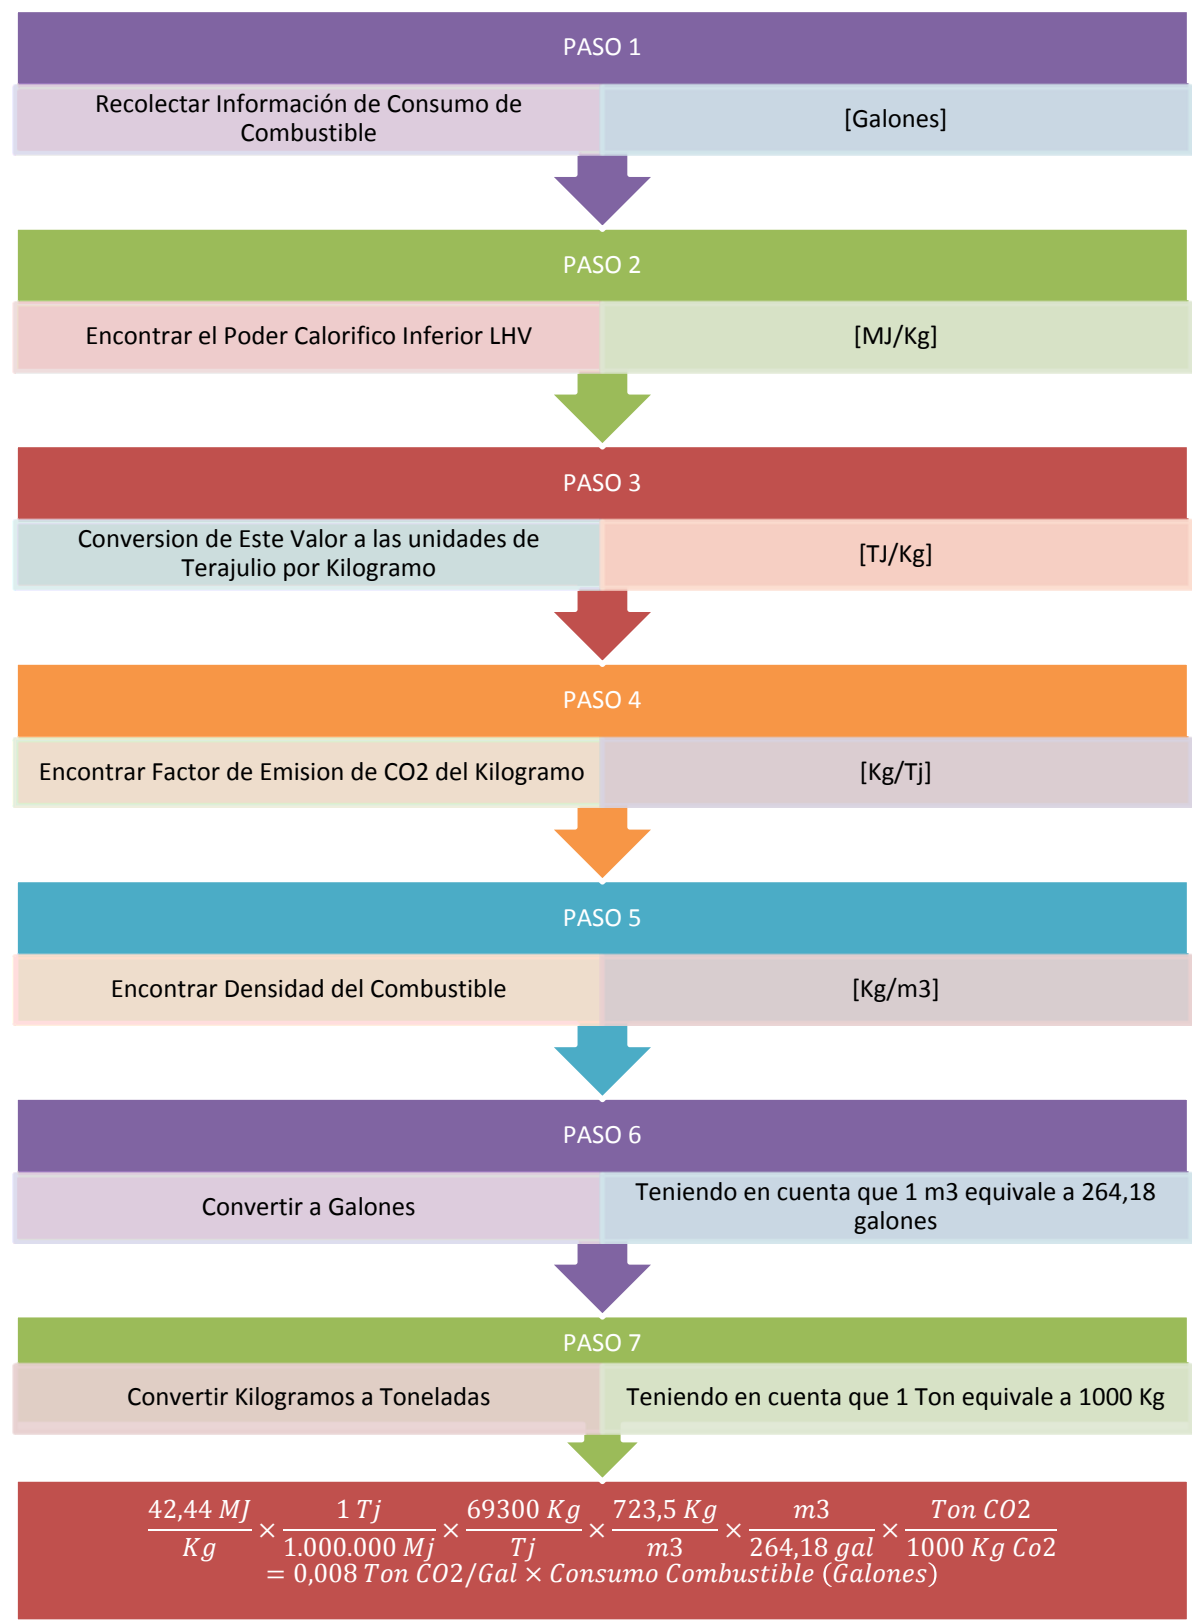 PASO 1
Recolectar Información de Consumo de
Combustible
[Galones]
PASO 2
Encontrar el Poder Calorifico Inferior LHV
[MJ/Kg]
PASO 3
Conversion de Este Valor a las unidades de
Terajulio por Kilogramo
[TJ/Kg]
PASO 4
Encontrar Factor de Emision de CO2 del Kilogramo
[Kg/Tj]
PASO 5
Encontrar Densidad del Combustible
[Kg/m3]
PASO 6
Convertir a Galones
Teniendo en cuenta que 1 m3 equivale a 264,18
galones
PASO 7
Convertir Kilogramos a Toneladas
Teniendo en cuenta que 1 Ton equivale a 1000 Kg
42,44 MJ/Kg × 1 Tj/1.000.000 Mj × 69300 Kg/Tj × 723,5 Kg/m3 × m3/264,18 gal × Ton CO2/1000 Kg Co2
= 0,008 Ton CO2/Gal × Consumo Combustible (Galones)